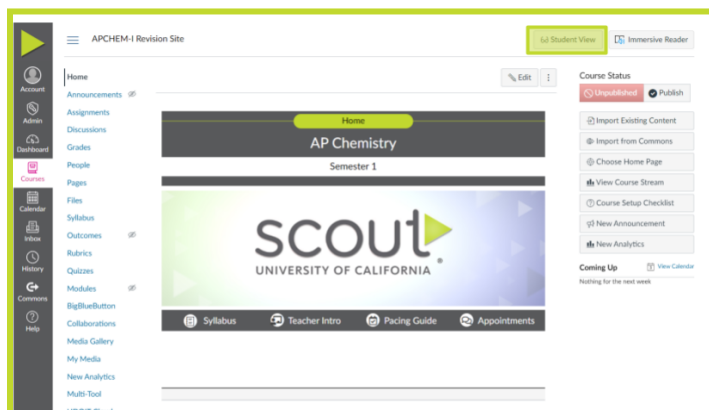 APCHEM-I Revision Site
Student View
Immersive Reader
Account
Admin
Dashboard
Courses
Calendar
Inbox
History
Commons
Help
Home
Announcements
Assignments
Discussions
Grades
People
Pages
Files
Syllabus
Outcomes
Rubrics
Quizzes
Modules
BigBlueButton
Collaborations
Media Gallery
My Media
New Analytics
Multi-Tool
Edit
Home
AP Chemistry
Semester 1
scout
UNIVERSITY OF CALIFORNIA
Syllabus
Teacher Intro
Pacing Guide
Appointments
Course Status
Unpublished
Publish
Import Existing Content
Import from Commons
Choose Home Page
View Course Stream
Course Setup Checklist
New Announcement
New Analytics
Coming Up
View Calendar
Nothing for the next week